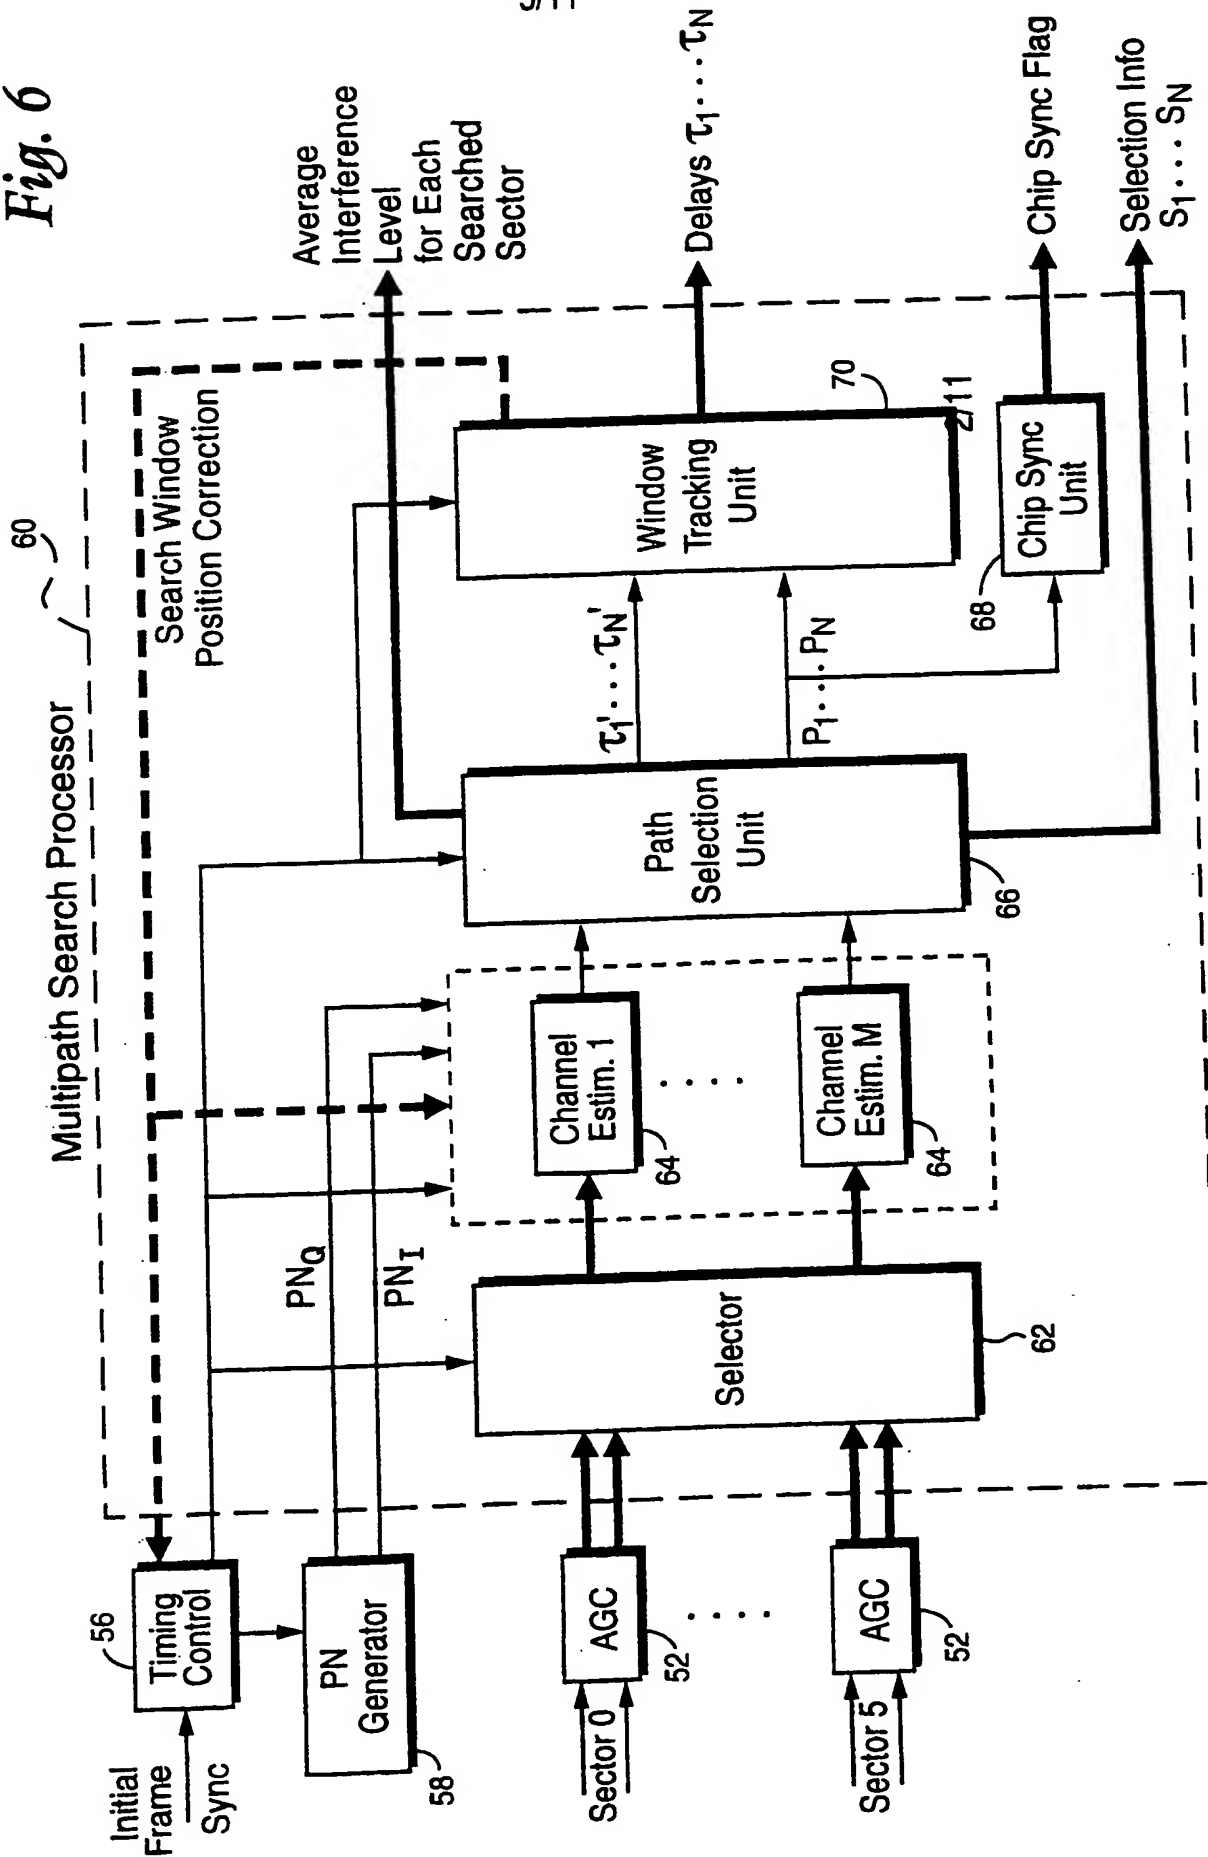 Fig. 6
Multipath Search Processor
60
Search Window
Position Correction
Average
Interference
Level
for Each
Searched
Sector
Initial
Frame
Sync
56
Timing
Control
PN
Generator
58
PNQ
PNI
Sector 0
AGC
52
. . . .
Sector 5
AGC
52
Selector
62
Channel
Estim. 1
64
. . . .
Channel
Estim. M
64
Path
Selection
Unit
66
τ1'....τN'
P1....PN
Window
Tracking
Unit
70
2/11
68
Chip Sync
Unit
Delays τ1...τN
Chip Sync Flag
Selection Info
S1...SN